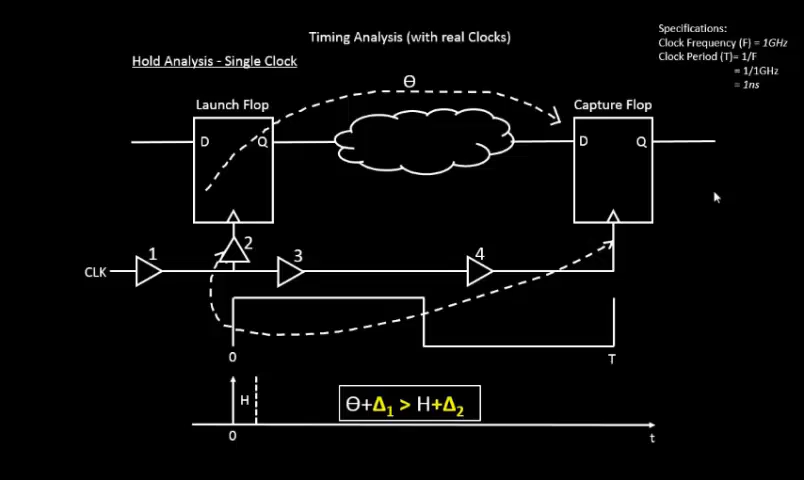 Timing Analysis (with real Clocks)
Specifications:
Clock Frequency (F) = 1GHz
Clock Period (T)= 1/F
= 1/1GHz
= 1ns
Hold Analysis - Single Clock
Ө
Launch Flop
Capture Flop
D
Q
D
Q
1
2
3
4
CLK
0
T
H
Ө+Δ₁ > H+Δ₂
0
t